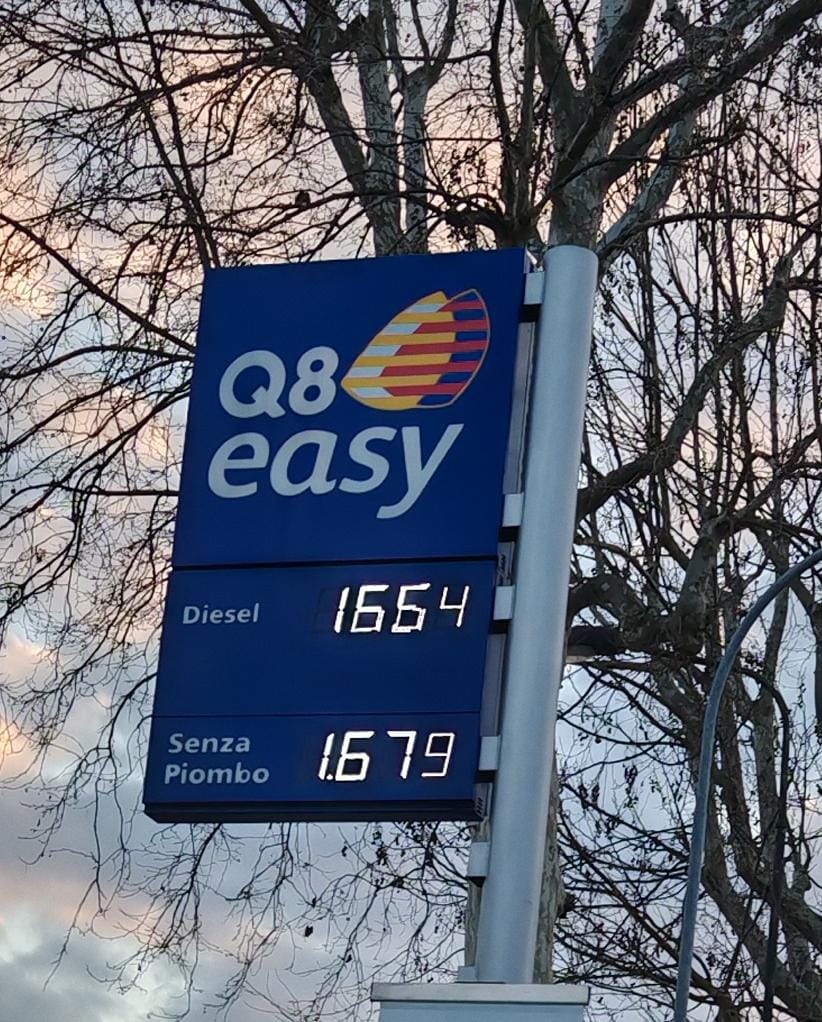 Q8
easy
Diesel 1664
Senza
Piombo 1.679